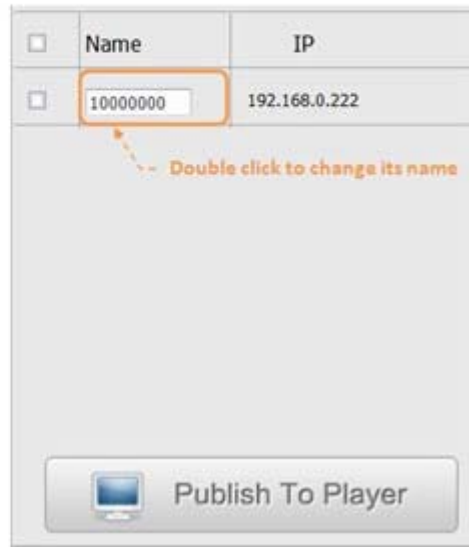 Name IP
10000000 192.168.0.222
Double click to change its name
Publish To Player